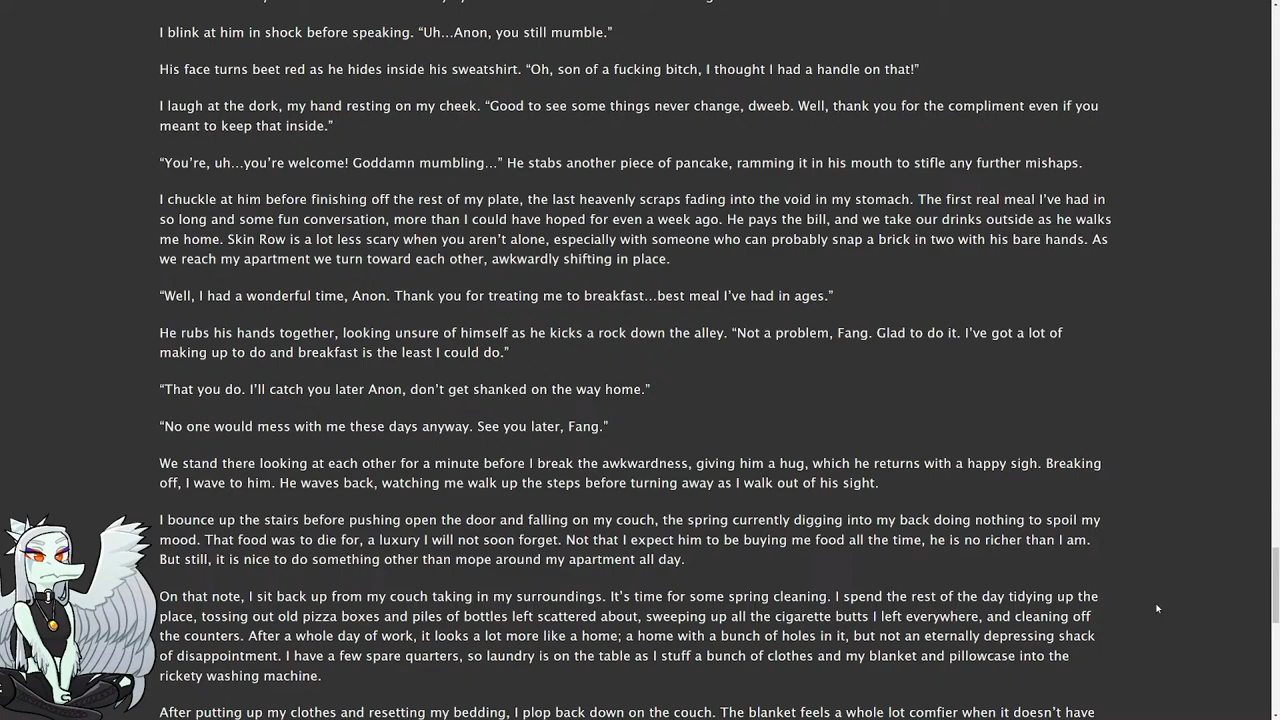 I blink at him in shock before speaking. “Uh…Anon, you still mumble.”
His face turns beet red as he hides inside his sweatshirt. “Oh, son of a fucking bitch, I thought I had a handle on that!”
I laugh at the dork, my hand resting on my cheek. “Good to see some things never change, dweeb. Well, thank you for the compliment even if you
meant to keep that inside.”
“You’re, uh…you’re welcome! Goddamn mumbling…” He stabs another piece of pancake, ramming it in his mouth to stifle any further mishaps.
I chuckle at him before finishing off the rest of my plate, the last heavenly scraps fading into the void in my stomach. The first real meal I’ve had in
so long and some fun conversation, more than I could have hoped for even a week ago. He pays the bill, and we take our drinks outside as he walks
me home. Skin Row is a lot less scary when you aren’t alone, especially with someone who can probably snap a brick in two with his bare hands. As
we reach my apartment we turn toward each other, awkwardly shifting in place.
“Well, I had a wonderful time, Anon. Thank you for treating me to breakfast…best meal I’ve had in ages.”
He rubs his hands together, looking unsure of himself as he kicks a rock down the alley. “Not a problem, Fang. Glad to do it. I’ve got a lot of
making up to do and breakfast is the least I could do.”
“That you do. I’ll catch you later Anon, don’t get shanked on the way home.”
“No one would mess with me these days anyway. See you later, Fang.”
We stand there looking at each other for a minute before I break the awkwardness, giving him a hug, which he returns with a happy sigh. Breaking
off, I wave to him. He waves back, watching me walk up the steps before turning away as I walk out of his sight.
I bounce up the stairs before pushing open the door and falling on my couch, the spring currently digging into my back doing nothing to spoil my
mood. That food was to die for, a luxury I will not soon forget. Not that I expect him to be buying me food all the time, he is no richer than I am.
But still, it is nice to do something other than mope around my apartment all day.
On that note, I sit back up from my couch taking in my surroundings. It’s time for some spring cleaning. I spend the rest of the day tidying up the
place, tossing out old pizza boxes and piles of bottles left scattered about, sweeping up all the cigarette butts I left everywhere, and cleaning off
the counters. After a whole day of work, it looks a lot more like a home; a home with a bunch of holes in it, but not an eternally depressing shack
of disappointment. I have a few spare quarters, so laundry is on the table as I stuff a bunch of clothes and my blanket and pillowcase into the
rickety washing machine.
After putting up my clothes and resetting my bedding, I plop back down on the couch. The blanket feels a whole lot comfier when it doesn’t have